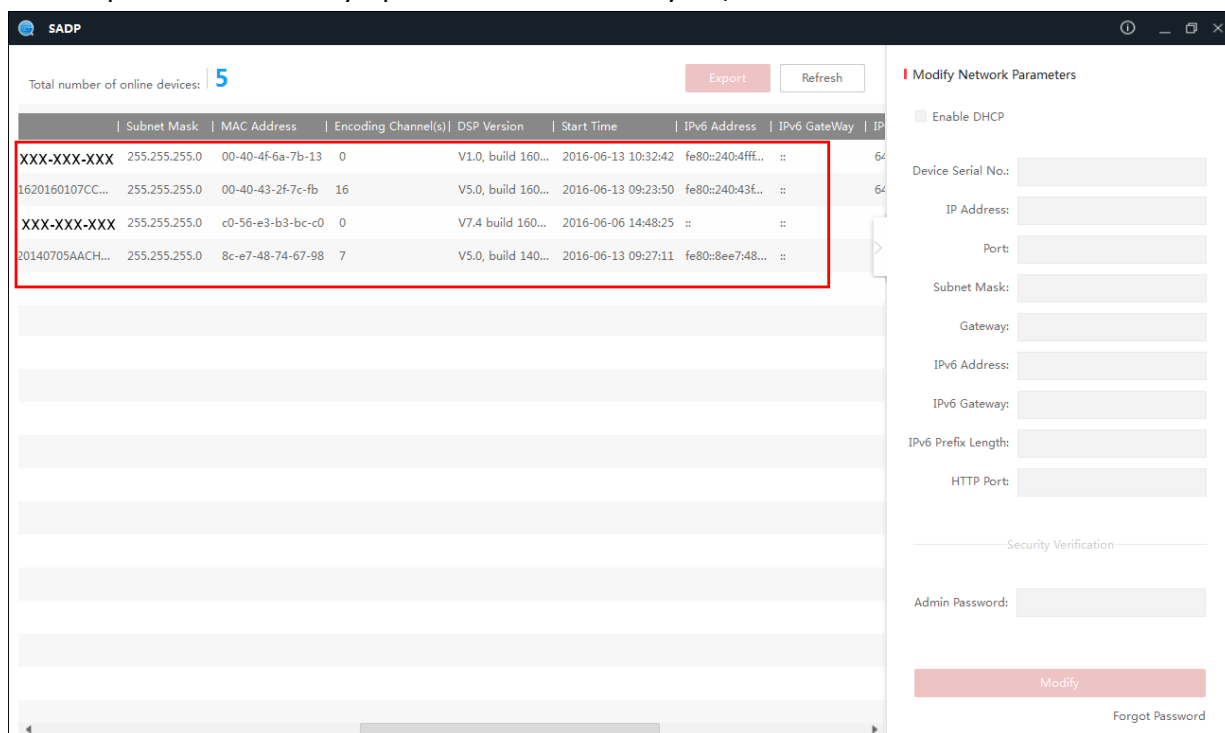 SADP
Total number of online devices: 5
Export
Refresh
| Subnet Mask | MAC Address | Encoding Channel(s) | DSP Version | Start Time | IPv6 Address | IPv6 GateWay | IP
XXX-XXX-XXX 255.255.255.0 00-40-4f-6a-7b-13 0 V1.0, build 160... 2016-06-13 10:32:42 fe80::240:4fff... :: 64
1620160107CC... 255.255.255.0 00-40-43-2f-7c-fb 16 V5.0, build 160... 2016-06-13 09:23:50 fe80::240:43f... :: 64
XXX-XXX-XXX 255.255.255.0 c0-56-e3-b3-bc-c0 0 V7.4 build 160... 2016-06-06 14:48:25 :: ::
20140705AACH... 255.255.255.0 8c-e7-48-74-67-98 7 V5.0, build 140... 2016-06-13 09:27:11 fe80::8ee7:48... ::
Modify Network Parameters
Enable DHCP
Device Serial No.:
IP Address:
Port:
Subnet Mask:
Gateway:
IPv6 Address:
IPv6 Gateway:
IPv6 Prefix Length:
HTTP Port:
Security Verification
Admin Password:
Modify
Forgot Password